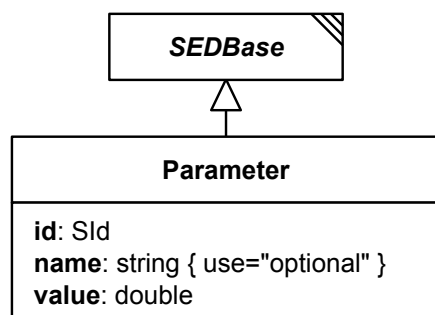 SEDBase
Parameter
id: SId
name: string { use="optional" }
value: double